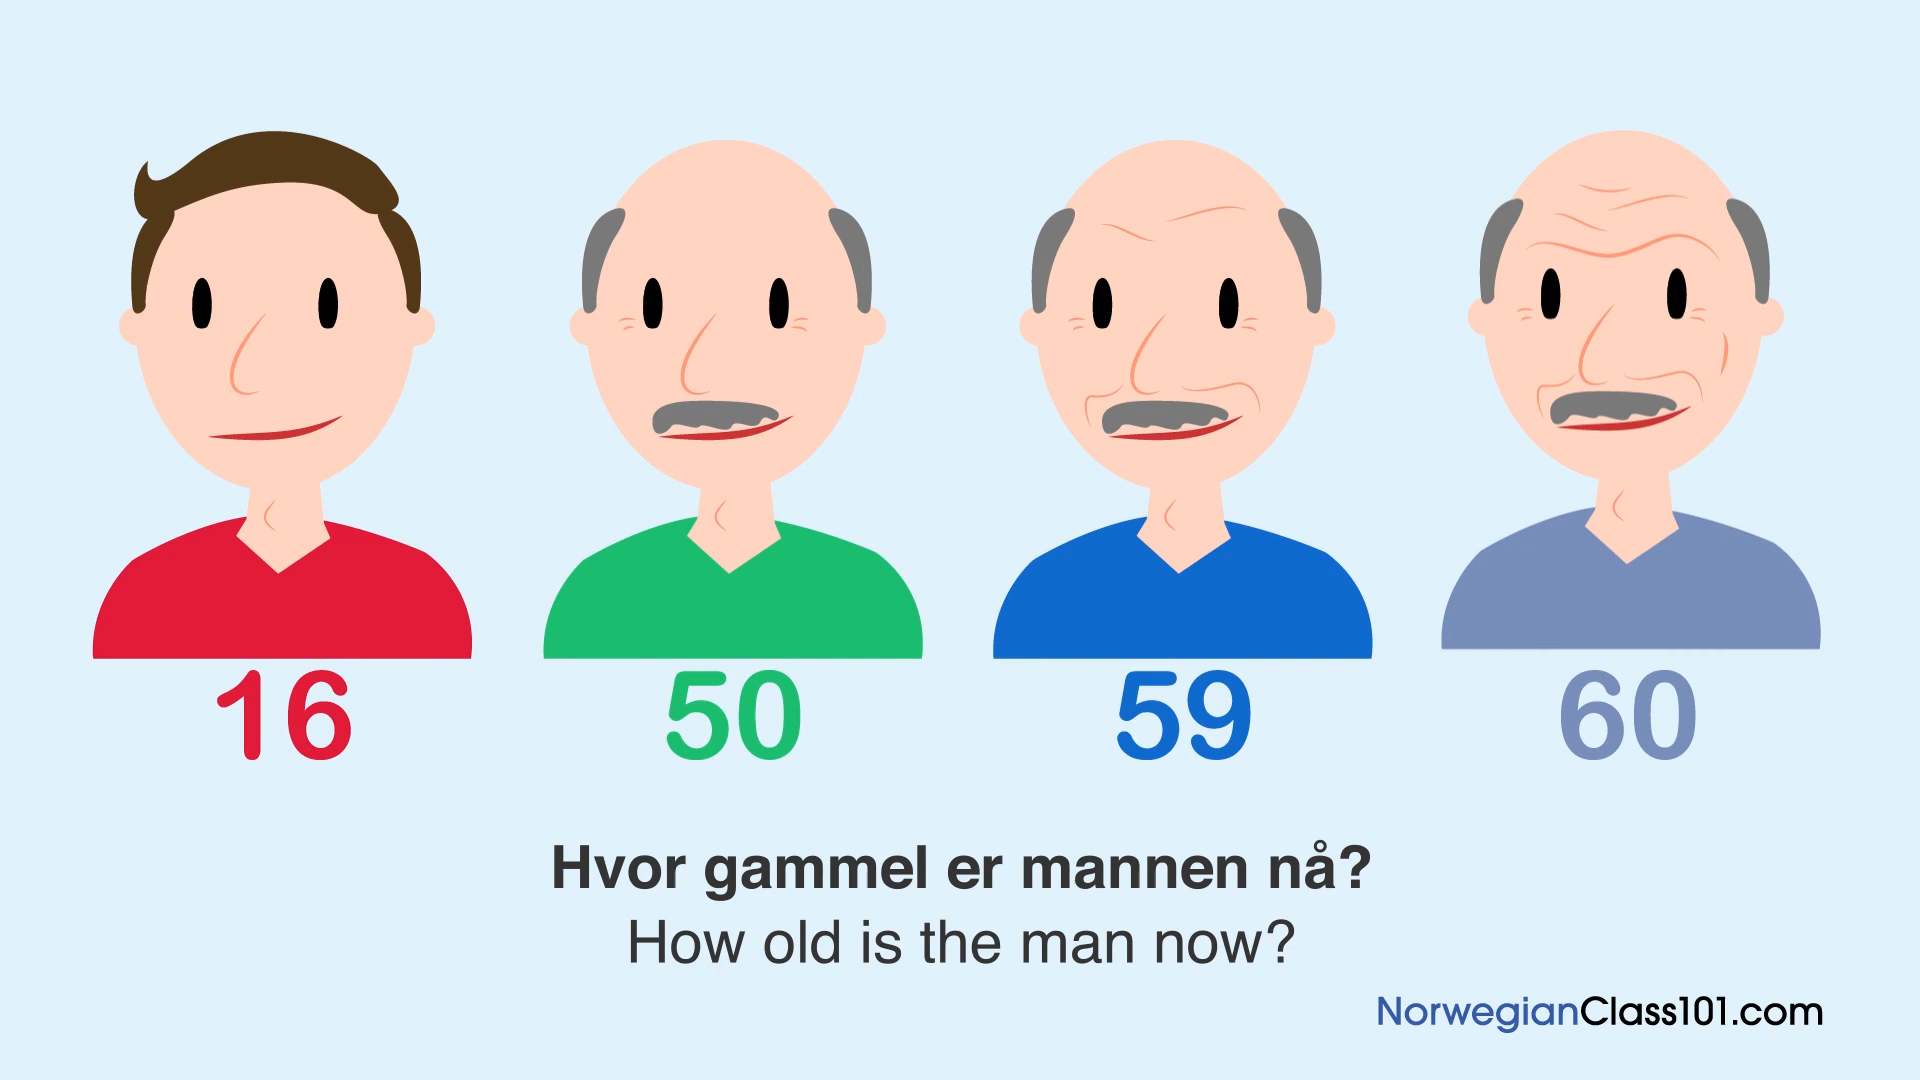 16 50 59 60
Hvor gammel er mannen nå?
How old is the man now?
NorwegianClass101.com